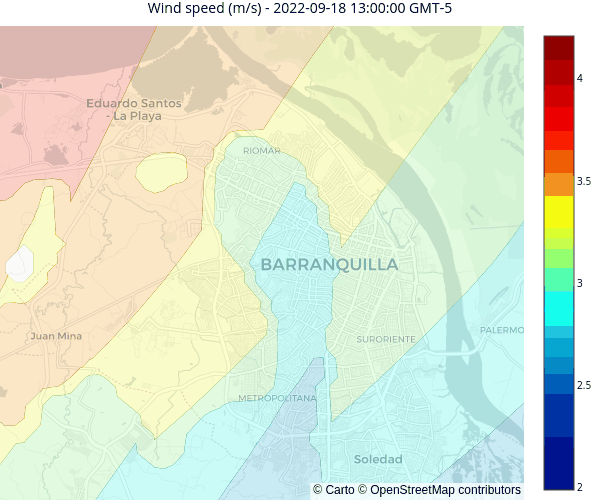 Wind speed (m/s) - 2022-09-18 13:00:00 GMT-5
4
Eduardo Santos
- La Playa
RIOMAR
3.5
BARRANQUILLA
3
Juan Mina
SURORIENTE
PALERMO
2.5
METROPOLITANA
Soledad
2
© Carto © OpenStreetMap contributors